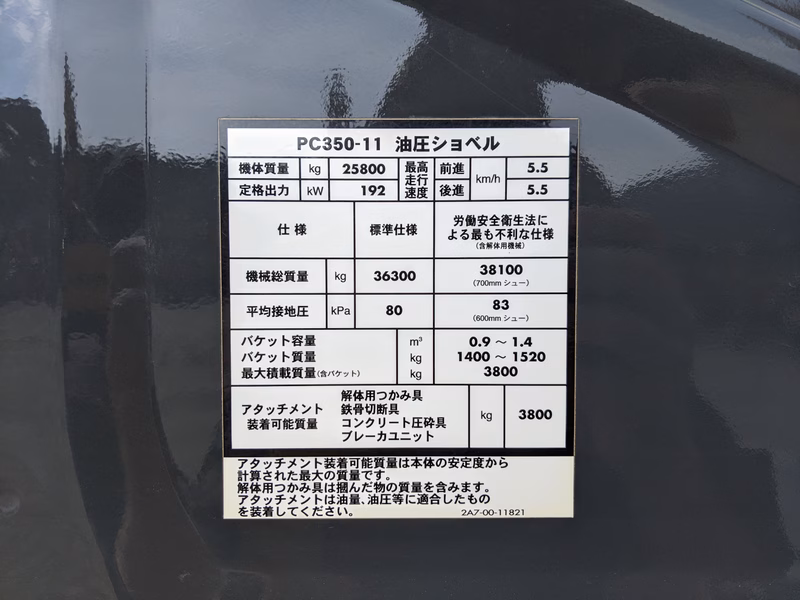 PC350-11 油圧ショベル
機体質量 kg 25800 最高走行速度 前進 km/h 5.5
定格出力 kW 192 後進 5.5
仕様 標準仕様 労働安全衛生法による最も不利な仕様 (含解体用機械)
機械総質量 kg 36300 38100 (700mm シュー)
平均接地圧 kPa 80 83 (600mm シュー)
バケット容量 m³ 0.9 ～ 1.4
バケット質量 kg 1400 ～ 1520
最大積載質量(含バケット) kg 3800
アタッチメント装着可能質量
解体用つかみ具
鉄骨切断具
コンクリート圧砕具
ブレーカユニット
kg 3800
アタッチメント装着可能質量は本体の安定度から
計算された最大の質量です。
解体用つかみ具は掴んだ物の質量を含みます。
アタッチメントは油量、油圧等に適合したもの
を装着してください。 2A7-00-11821